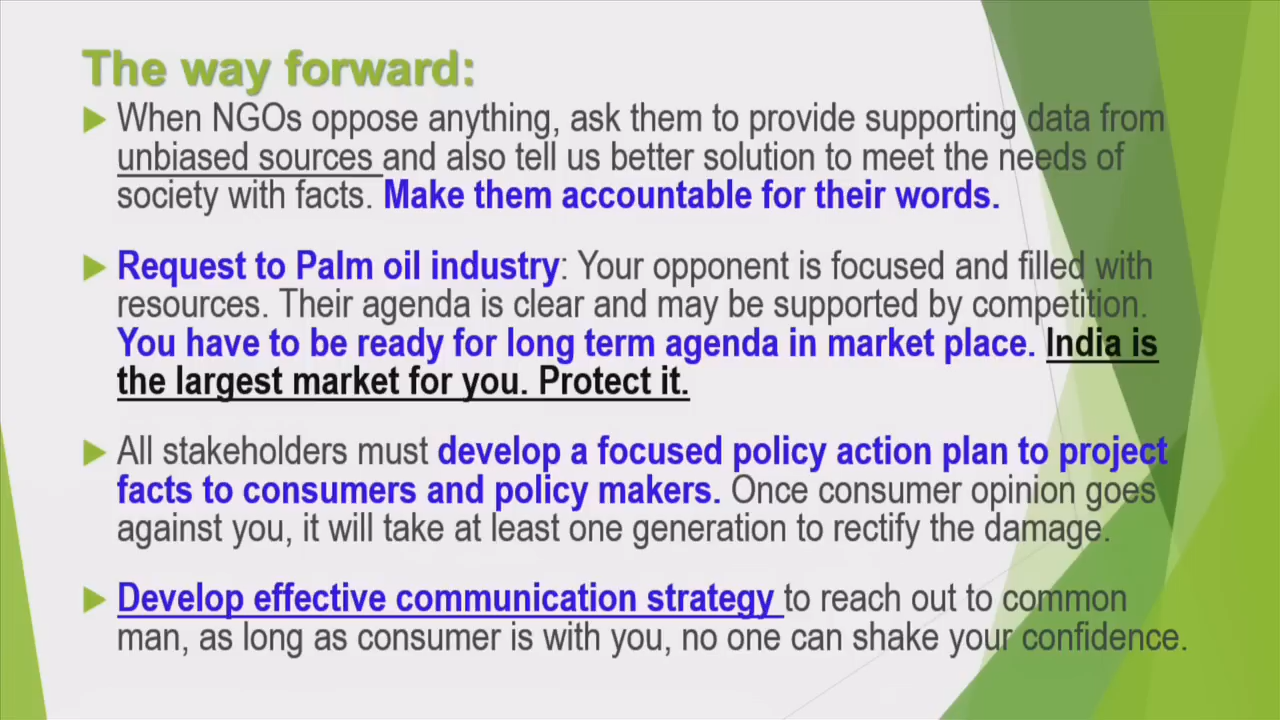 The way forward:
When NGOs oppose anything, ask them to provide supporting data from
unbiased sources and also tell us better solution to meet the needs of
society with facts. Make them accountable for their words.
Request to Palm oil industry: Your opponent is focused and filled with
resources. Their agenda is clear and may be supported by competition.
You have to be ready for long term agenda in market place. India is
the largest market for you. Protect it.
All stakeholders must develop a focused policy action plan to project
facts to consumers and policy makers. Once consumer opinion goes
against you, it will take at least one generation to rectify the damage.
Develop effective communication strategy to reach out to common
man, as long as consumer is with you, no one can shake your confidence.